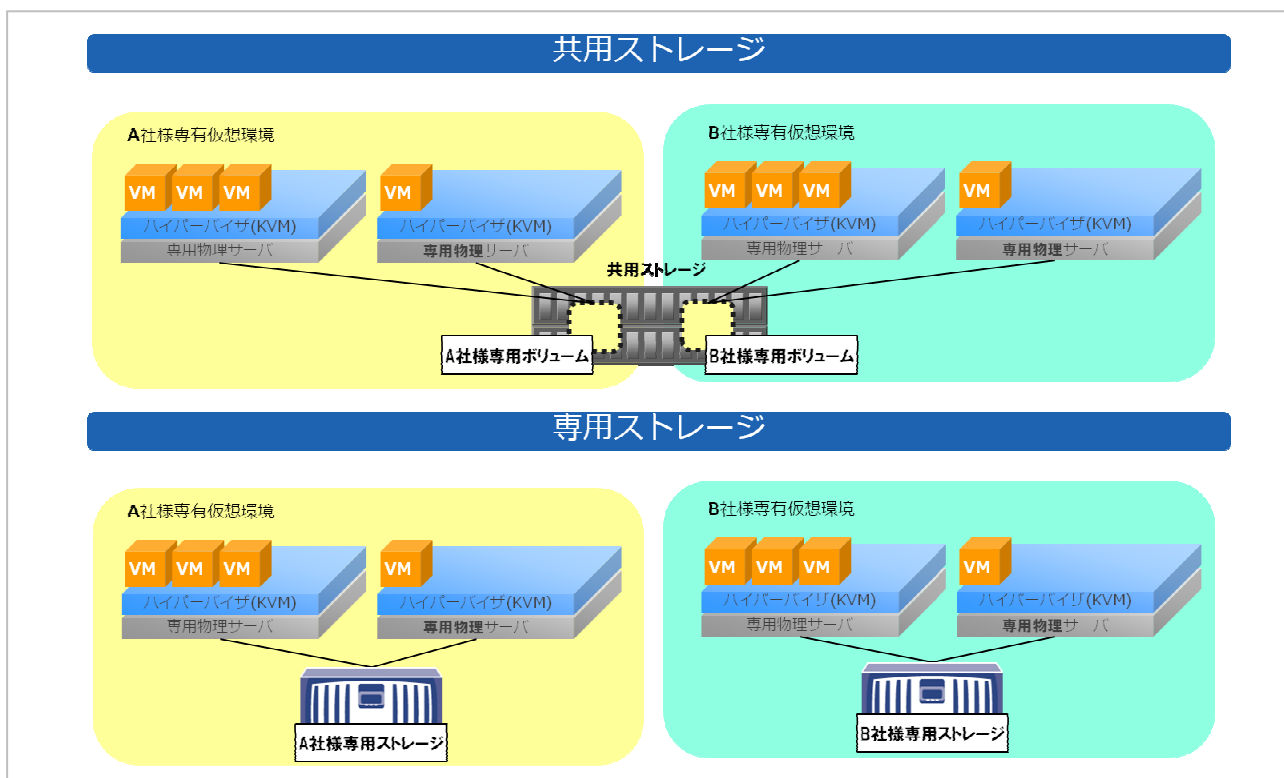 共用ストレージ
A社様専有仮想環境
VM VM VM
ハイパーバイザ(KVM)
専用物理サーバ
VM
ハイパーバイザ(KVM)
専用物理サーバ
B社様専有仮想環境
VM VM VM
ハイパーバイザ(KVM)
専用物理サーバ
VM
ハイパーバイザ(KVM)
専用物理サーバ
共用ストレージ
A社様専用ボリューム
B社様専用ボリューム
専用ストレージ
A社様専有仮想環境
VM VM VM
ハイパーバイザ(KVM)
専用物理サーバ
VM
ハイパーバイザ(KVM)
専用物理サーバ
A社様専用ストレージ
B社様専有仮想環境
VM VM VM
ハイパーバイザ(KVM)
専用物理サーバ
VM
ハイパーバイザ(KVM)
専用物理サーバ
B社様専用ストレージ